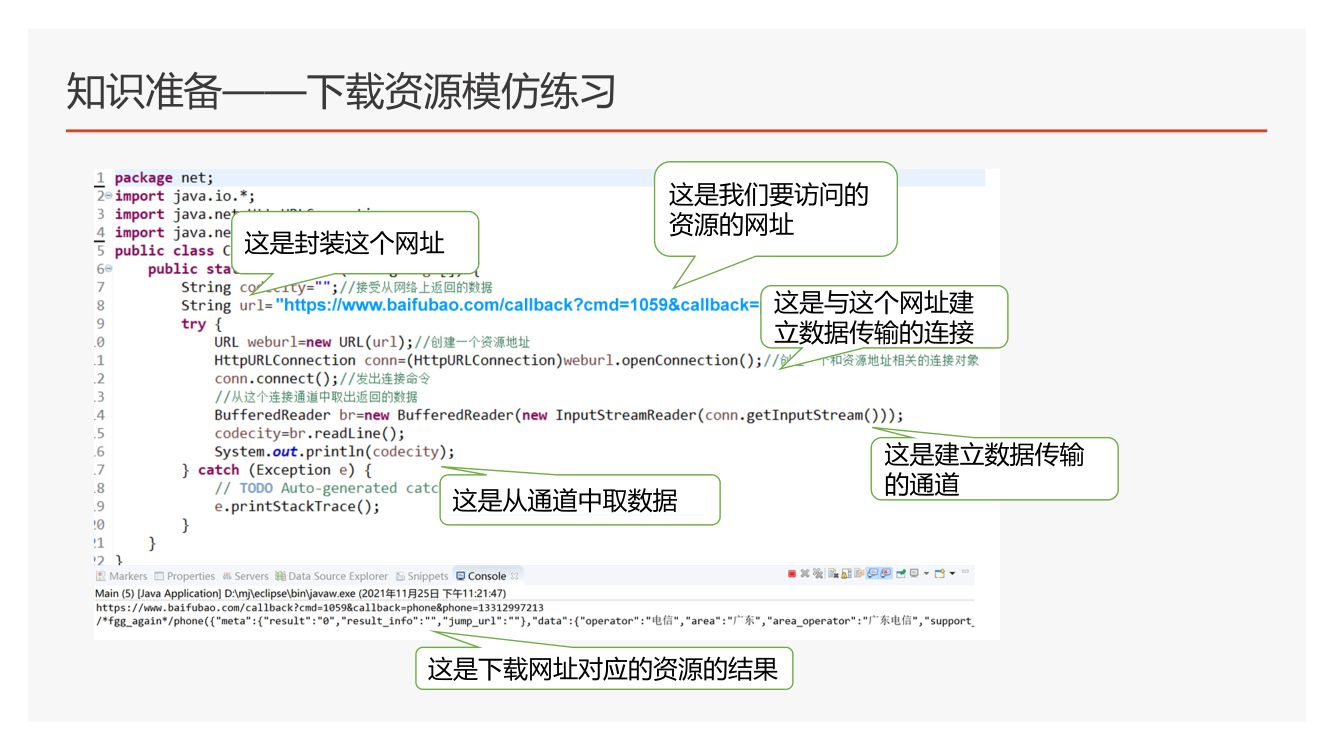 知识准备——下载资源模仿练习
1 package net;
2 import java.io.*;
3 import java.net
4 import java.ne
5 public class C
6 public sta
7 String codecity="";//接受从网络上返回的数据
8 String url="https://www.baifubao.com/callback?cmd=1059&callback=
9 try {
.0 URL weburl=new URL(url);//创建一个资源地址
.1 HttpURLConnection conn=(HttpURLConnection)weburl.openConnection();//创 个和资源地址相关的连接对象
.2 conn.connect();//发出连接命令
.3 //从这个连接通道中取出返回的数据
.4 BufferedReader br=new BufferedReader(new InputStreamReader(conn.getInputStream()));
.5 codecity=br.readLine();
.6 System.out.println(codecity);
.7 } catch (Exception e) {
.8 // TODO Auto-generated catc
.9 e.printStackTrace();
20 }
21 }
22 }
这是我们要访问的
资源的网址
这是封装这个网址
这是与这个网址建
立数据传输的连接
这是建立数据传输
的通道
这是从通道中取数据
Markers Properties Servers Data Source Explorer Snippets Console
Main (5) [Java Application] D:\mj\eclipse\bin\javaw.exe (2021年11月25日 下午11:21:47)
https://www.baifubao.com/callback?cmd=1059&callback=phone&phone=13312997213
/*fgg_again*/phone({"meta":{"result":"0","result_info":"","jump_url":""},"data":{"operator":"电信","area":"广东","area_operator":"广东电信","support_
这是下载网址对应的资源的结果